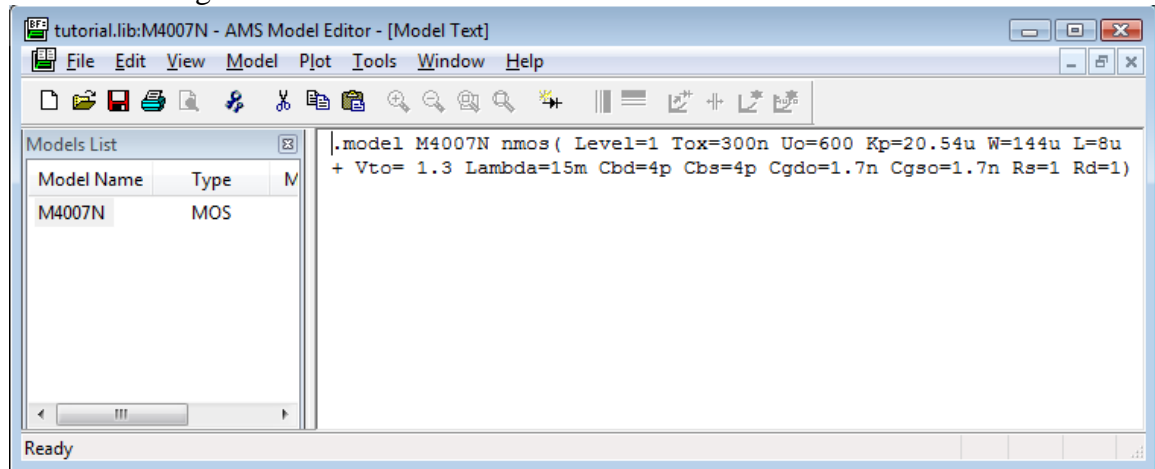 tutorial.lib:M4007N - AMS Model Editor - [Model Text]
File Edit View Model Plot Tools Window Help
Models List
Model Name Type M
M4007N MOS
.model M4007N nmos( Level=1 Tox=300n Uo=600 Kp=20.54u W=144u L=8u
+ Vto= 1.3 Lambda=15m Cbd=4p Cbs=4p Cgdo=1.7n Cgso=1.7n Rs=1 Rd=1)
Ready